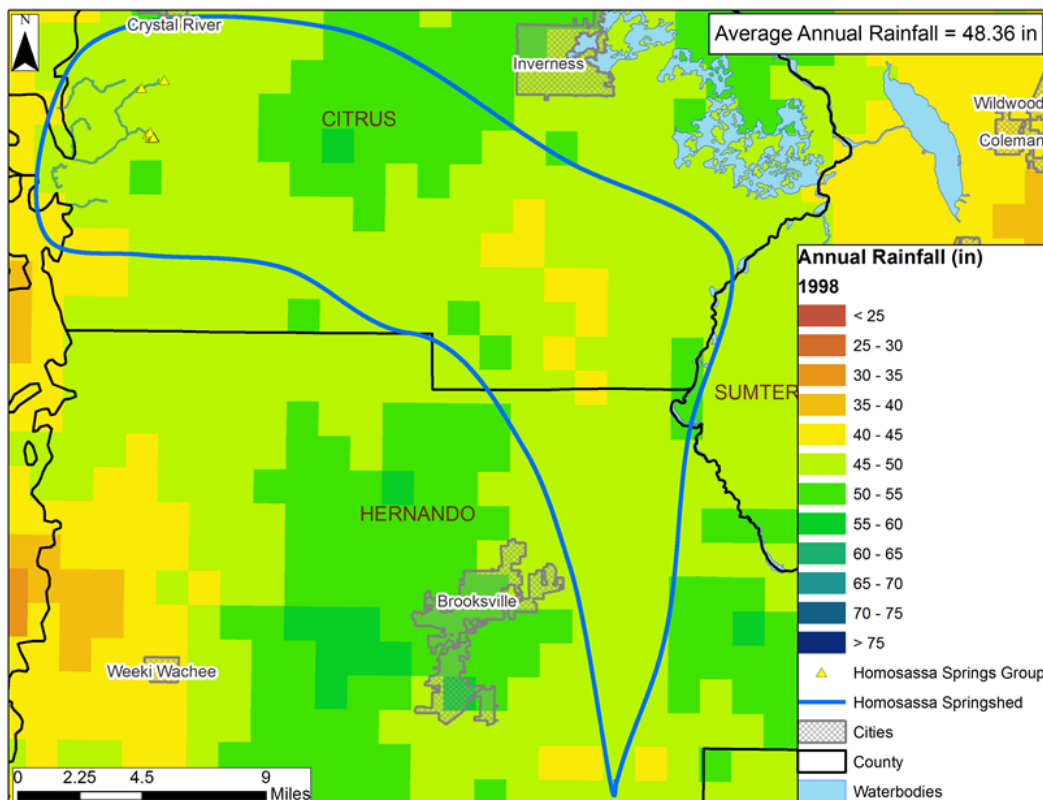 Crystal River
N
Average Annual Rainfall = 48.36 in
Inverness
Wildwood
Coleman
CITRUS
SUMTER
HERNANDO
Brooksville
Weeki Wachee
Annual Rainfall (in)
1998
< 25
25 - 30
30 - 35
35 - 40
40 - 45
45 - 50
50 - 55
55 - 60
60 - 65
65 - 70
70 - 75
> 75
Homosassa Springs Group
Homosassa Springshed
Cities
County
Waterbodies
0 2.25 4.5 9
Miles